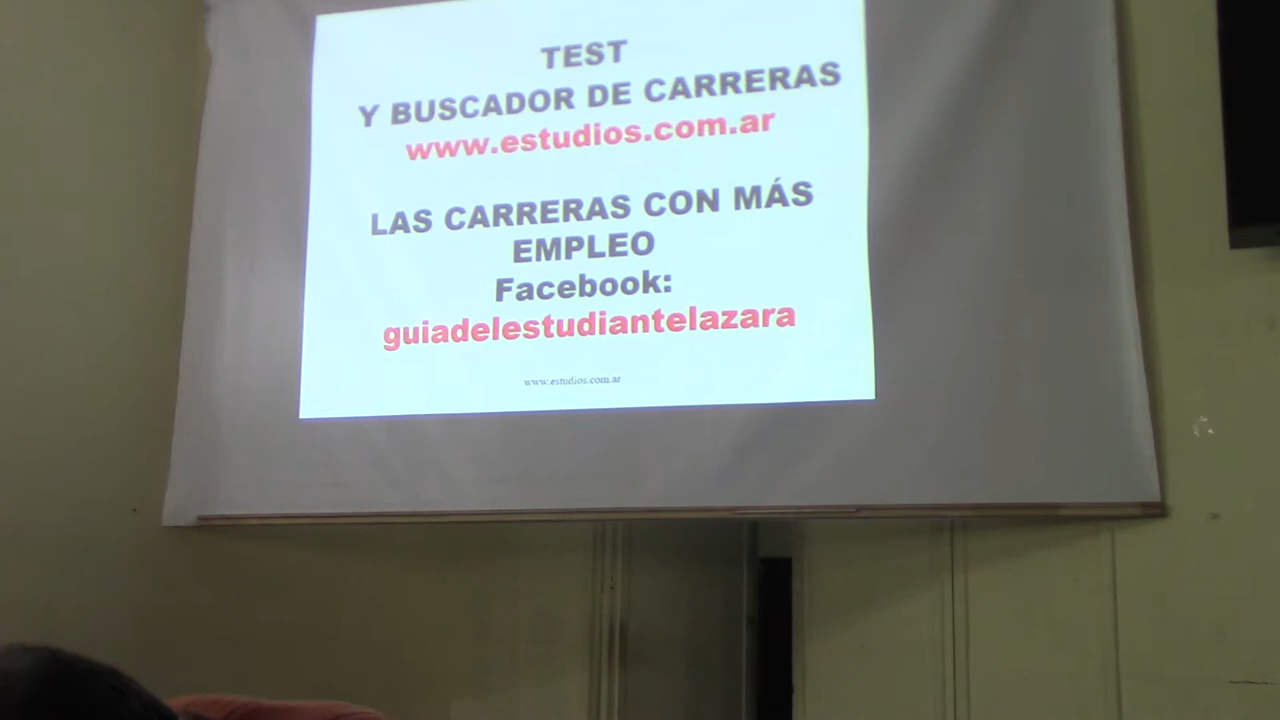 TEST
Y BUSCADOR DE CARRERAS
www.estudios.com.ar
LAS CARRERAS CON MÁS
EMPLEO
Facebook:
guiadelestudiantelazara
www.estudios.com.ar